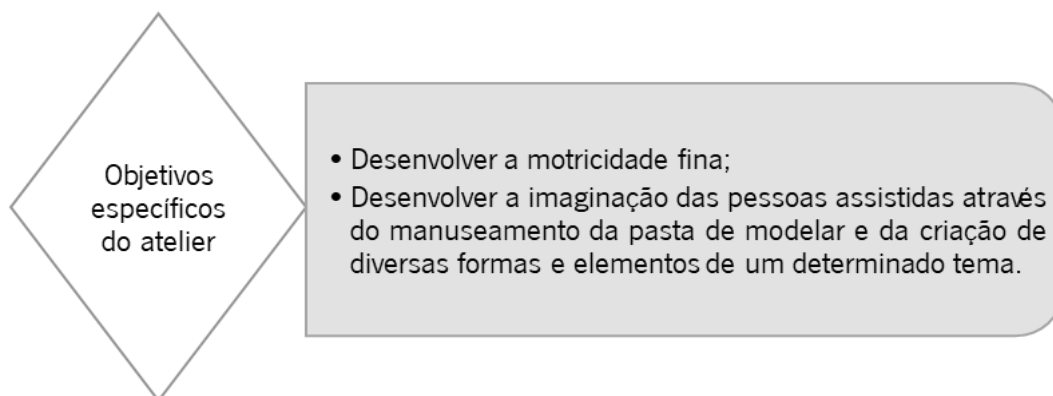 Objetivos
específicos
do atelier
• Desenvolver a motricidade fina;
• Desenvolver a imaginação das pessoas assistidas através
do manuseamento da pasta de modelar e da criação de
diversas formas e elementos de um determinado tema.